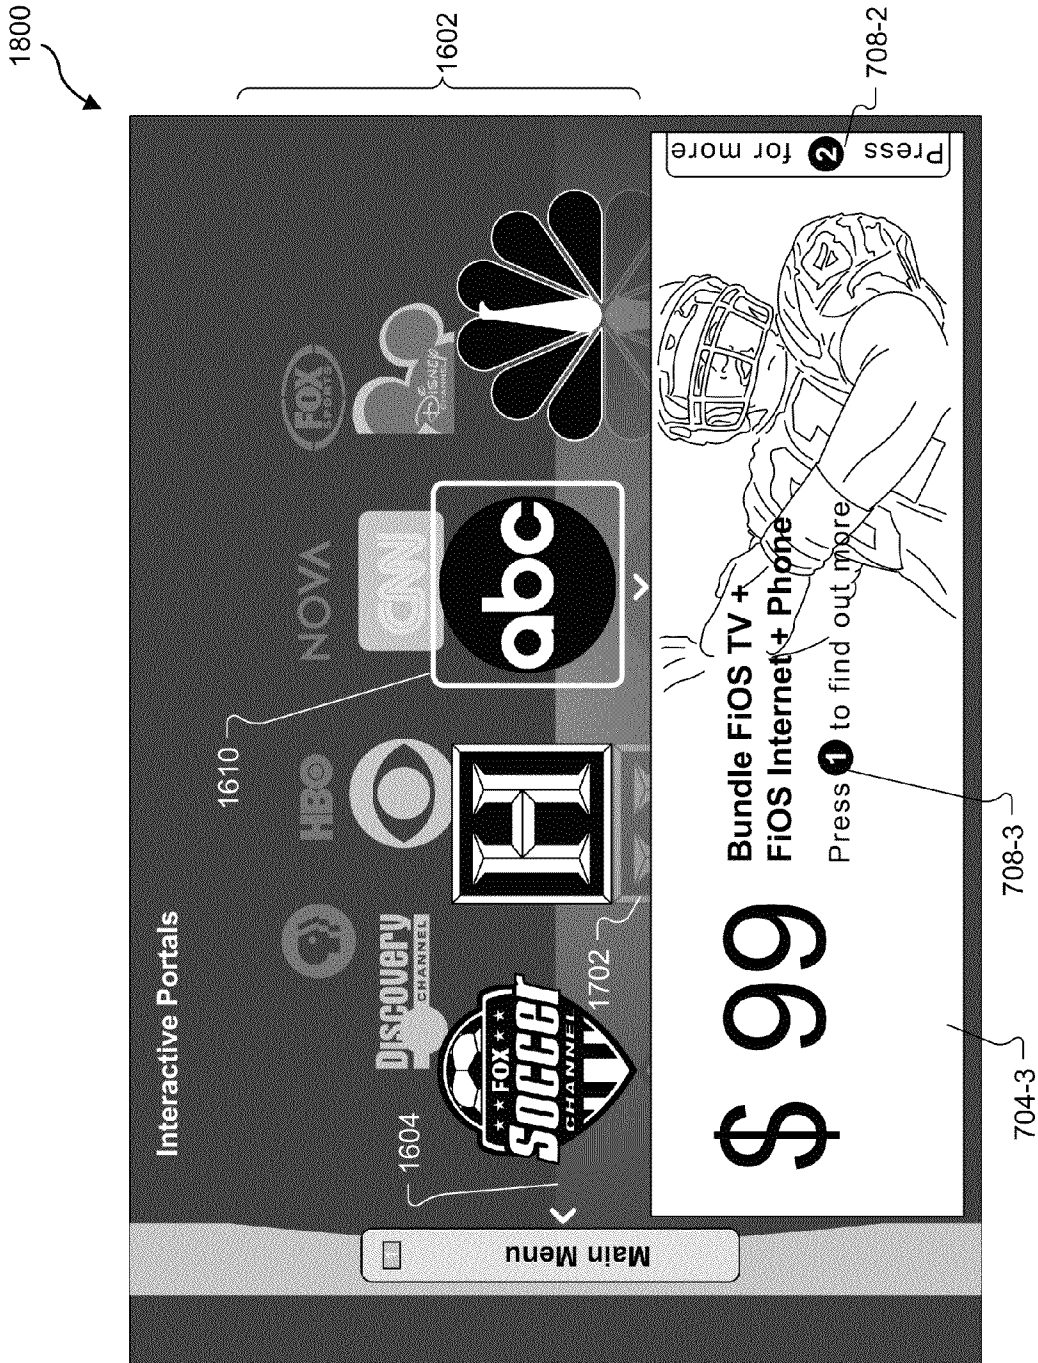 1800
Interactive Portals
1602
HBO
NOVA
FOX
SPORTS
DISCOVERY
CHANNEL
CNN
DISNEY
CHANNEL
1610
1604
FOX
SOCCER
CHANNEL
H
abc
1702
Main Menu
$ 99
Bundle FiOS TV +
FiOS Internet + Phone
Press 1 to find out more
Press 2 for more
708-2
708-3
704-3